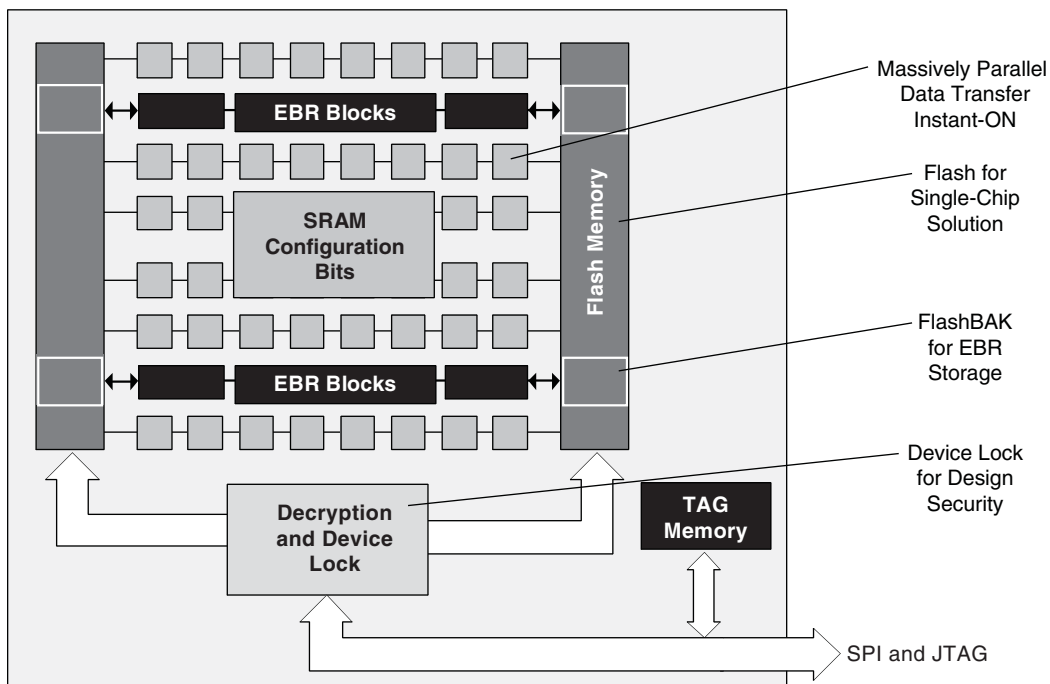 Massively Parallel
Data Transfer
Instant-ON
EBR Blocks
Flash for
Single-Chip
Solution
SRAM
Configuration
Bits
Flash Memory
FlashBAK
for EBR
Storage
EBR Blocks
Device Lock
for Design
Security
Decryption
and Device
Lock
TAG
Memory
SPI and JTAG